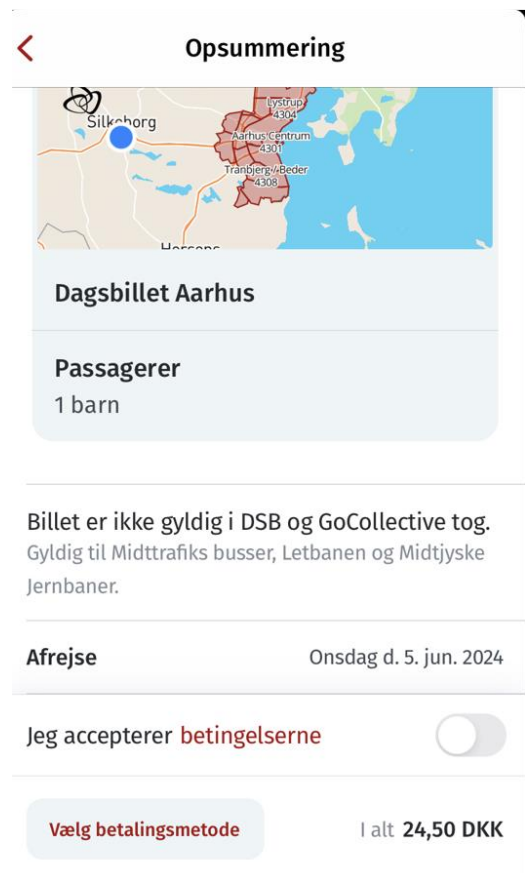 Opsummering
Silkeborg
Lystrup
4304
Aarhus Centrum
4301
Tranbjerg / Beder
4308
Horsens
Dagsbillet Aarhus
Passagerer
1 barn
Billet er ikke gyldig i DSB og GoCollective tog.
Gyldig til Midttrafiks busser, Letbanen og Midtjyske
Jernbaner.
Afrejse Onsdag d. 5. jun. 2024
Jeg accepterer betingelserne
Vælg betalingsmetode I alt 24,50 DKK